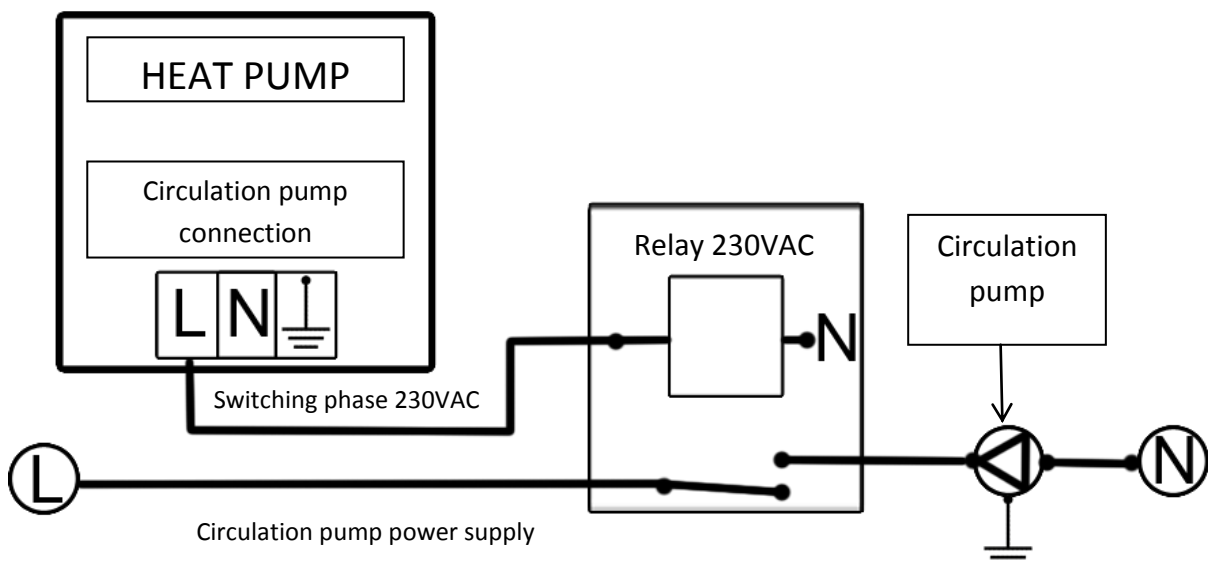 HEAT PUMP
Circulation pump
connection
L N
Switching phase 230VAC
Relay 230VAC
N
Circulation
pump
L
N
Circulation pump power supply